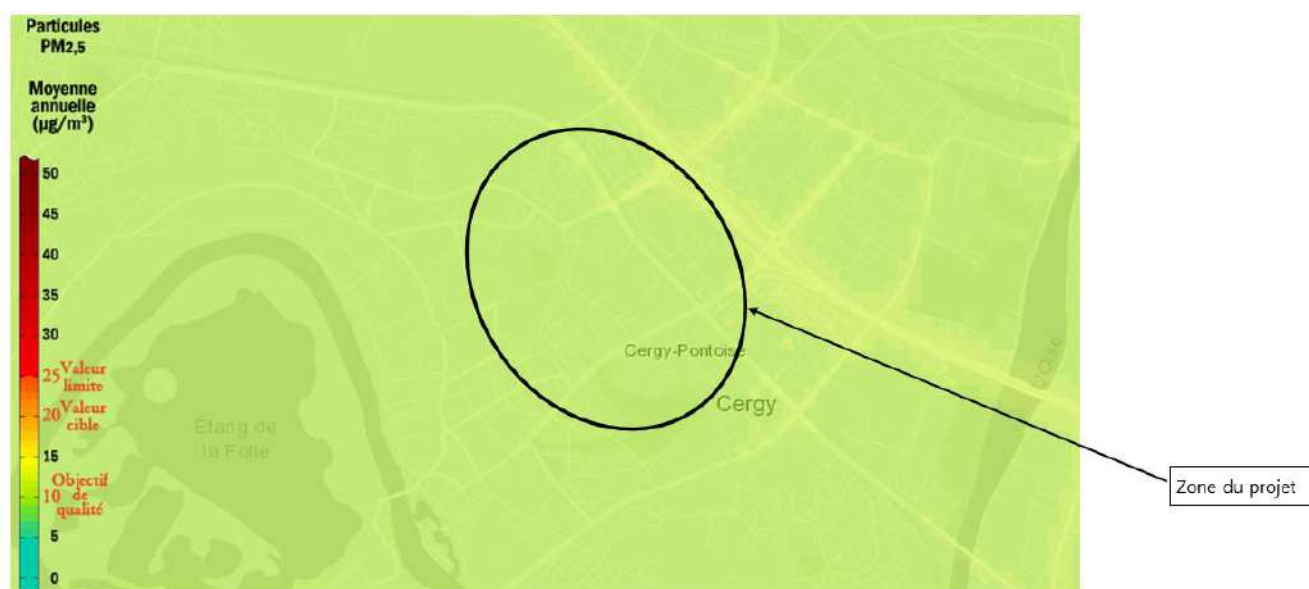 Particules
PM2,5
Moyenne
annuelle
(µg/m³)
50
45
40
35
30
25 Valeur
limite
20 Valeur
cible
15
Objectif
10 de
qualité
5
0
Cergy-Pontoise
Cergy
Étang de
la Folie
L'Oise
Zone du projet